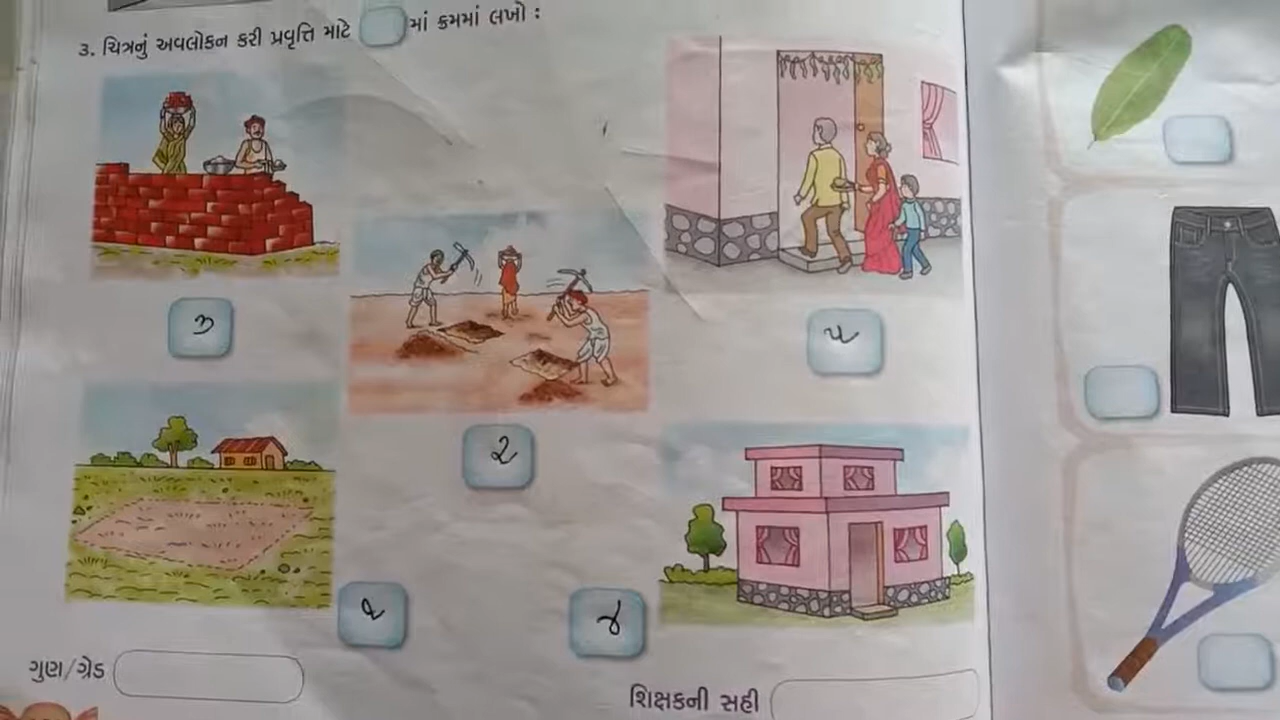 ૩. ચિત્રનું અવલોકન કરી પ્રવૃત્તિ માટે માં ક્રમમાં લખો :
૩
૫
૨
૧
૪
ગુણ/ગ્રેડ
શિક્ષકની સહી